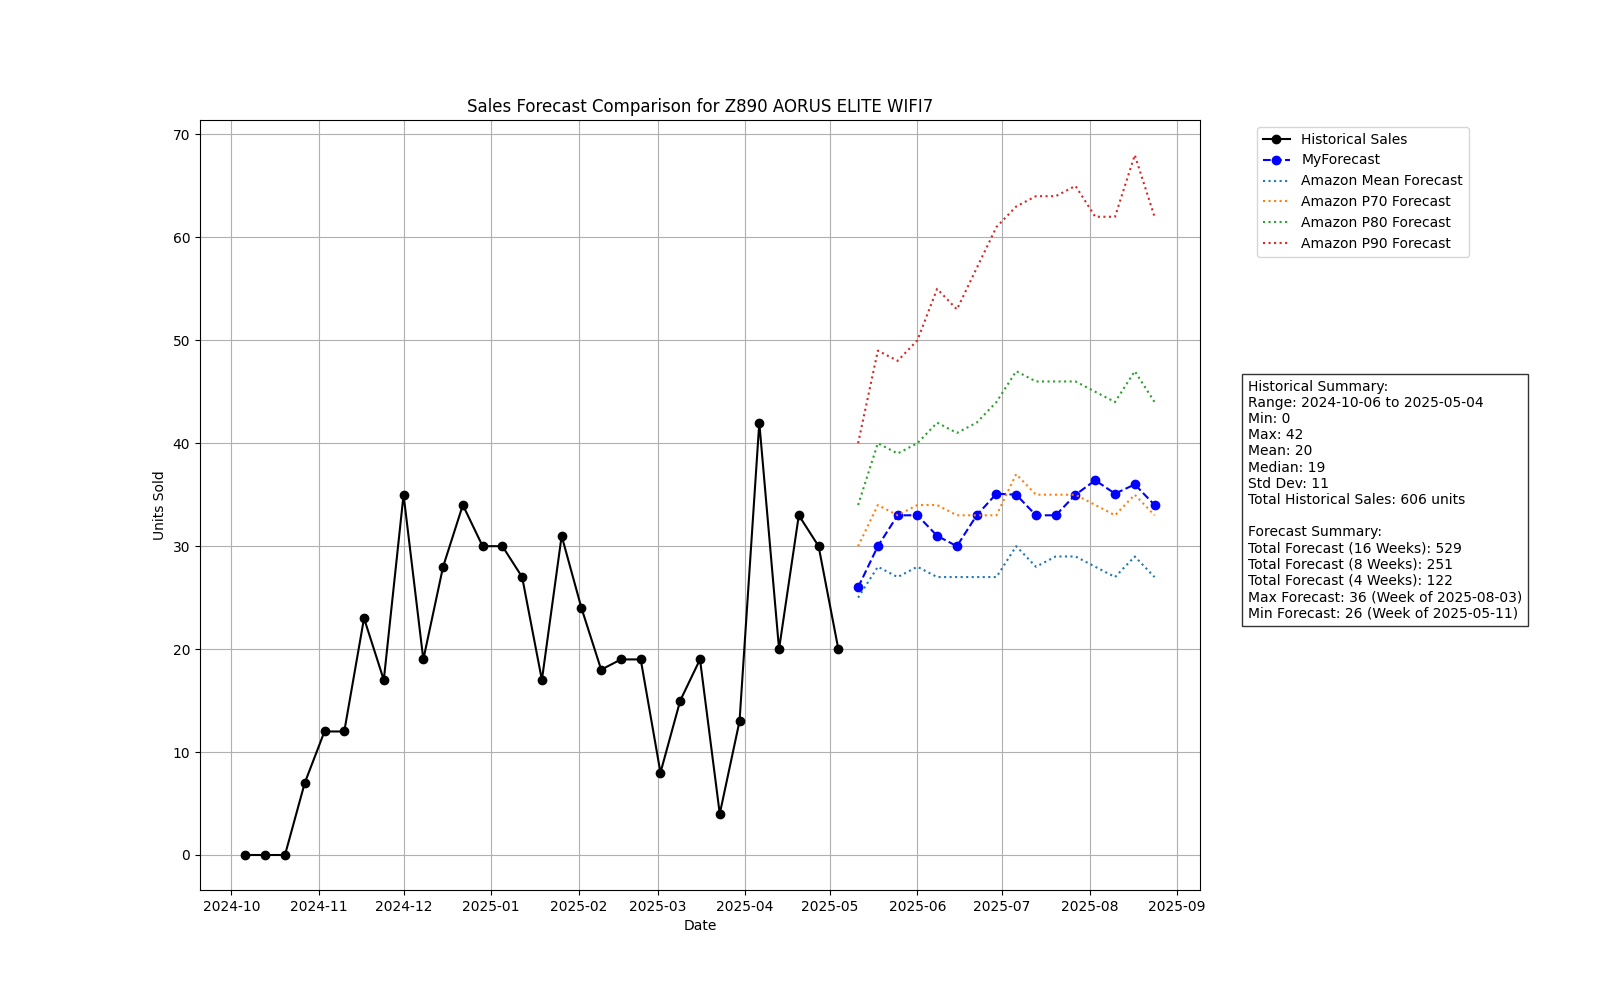 Sales Forecast Comparison for Z890 AORUS ELITE WIFI7
Units Sold
70
60
50
40
30
20
10
0
2024-10
2024-11
2024-12
2025-01
2025-02
2025-03
2025-04
2025-05
2025-06
2025-07
2025-08
2025-09
Date
Historical Sales
MyForecast
Amazon Mean Forecast
Amazon P70 Forecast
Amazon P80 Forecast
Amazon P90 Forecast
Historical Summary:
Range: 2024-10-06 to 2025-05-04
Min: 0
Max: 42
Mean: 20
Median: 19
Std Dev: 11
Total Historical Sales: 606 units
Forecast Summary:
Total Forecast (16 Weeks): 529
Total Forecast (8 Weeks): 251
Total Forecast (4 Weeks): 122
Max Forecast: 36 (Week of 2025-08-03)
Min Forecast: 26 (Week of 2025-05-11)